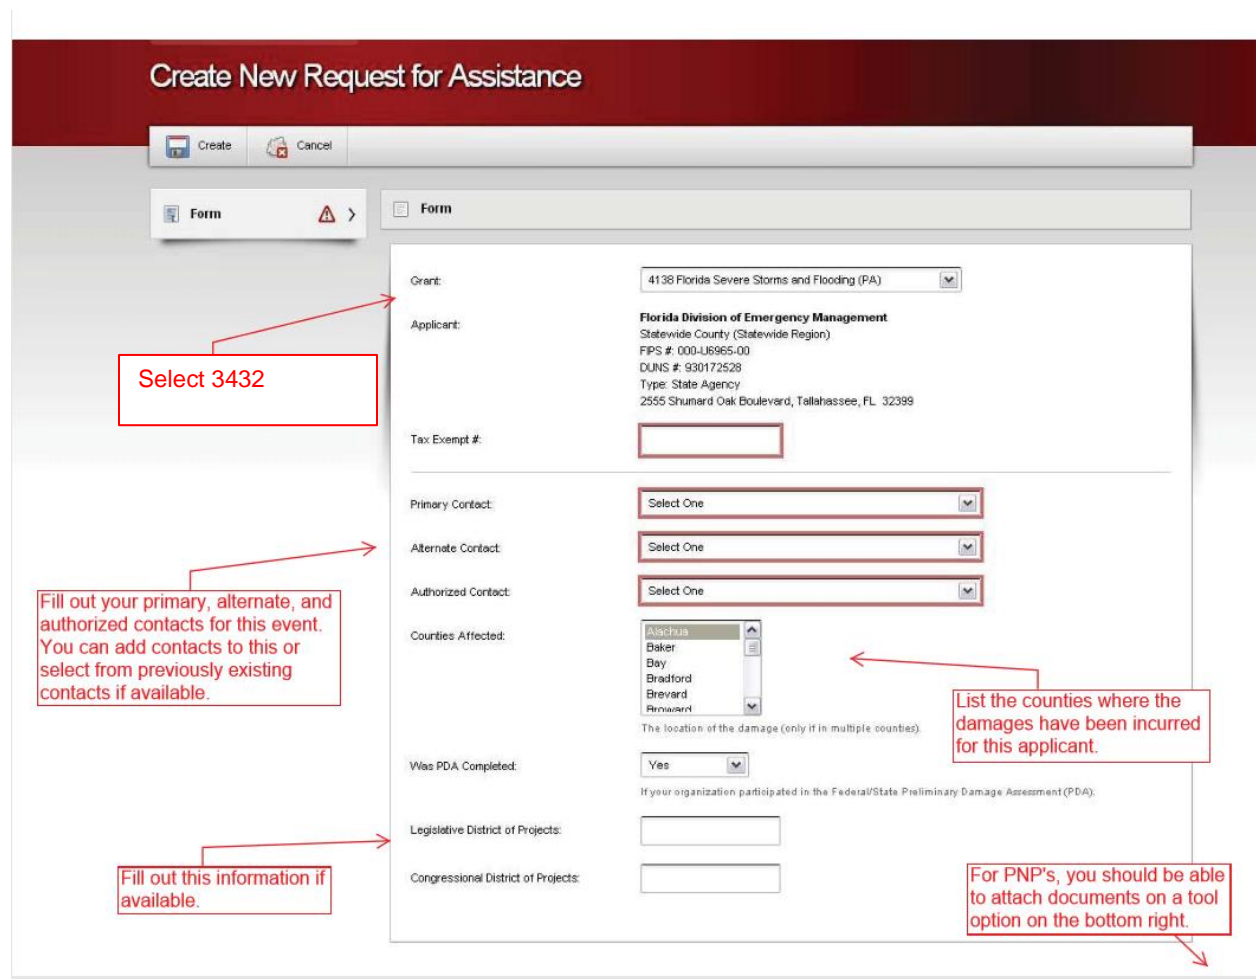 Create New Request for Assistance
Create
Cancel
Form
Form
Grant:
4138 Florida Severe Storms and Flooding (PA)
Applicant:
Florida Division of Emergency Management
Statewide County (Statewide Region)
FIPS #: 000-U6965-00
DUNS #: 930172528
Type: State Agency
2555 Shumard Oak Boulevard, Tallahassee, FL 32399
Select 3432
Tax Exempt #:
Primary Contact:
Select One
Alternate Contact:
Select One
Authorized Contact:
Select One
Fill out your primary, alternate, and
authorized contacts for this event.
You can add contacts to this or
select from previously existing
contacts if available.
Counties Affected:
Alachua
Baker
Bay
Bradford
Brevard
Broward
The location of the damage (only if in multiple counties).
List the counties where the
damages have been incurred
for this applicant.
Was PDA Completed:
Yes
If your organization participated in the Federal/State Preliminary Damage Assessment (PDA).
Legislative District of Projects:
Congressional District of Projects:
Fill out this information if
available.
For PNP's, you should be able
to attach documents on a tool
option on the bottom right.